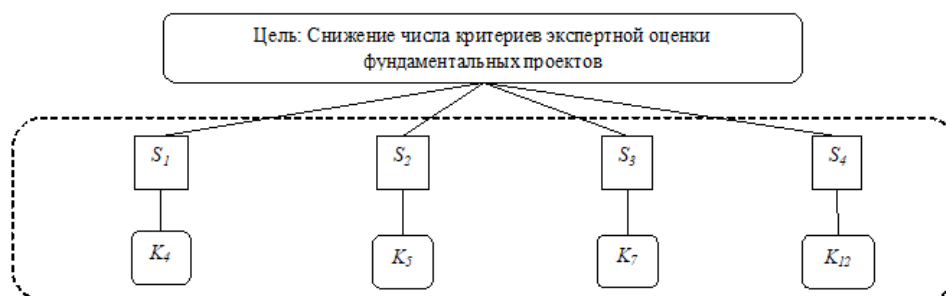 Цель: Снижение числа критериев экспертной оценки
фундаментальных проектов
S1 S2 S3 S4
K4 K5 K7 K12